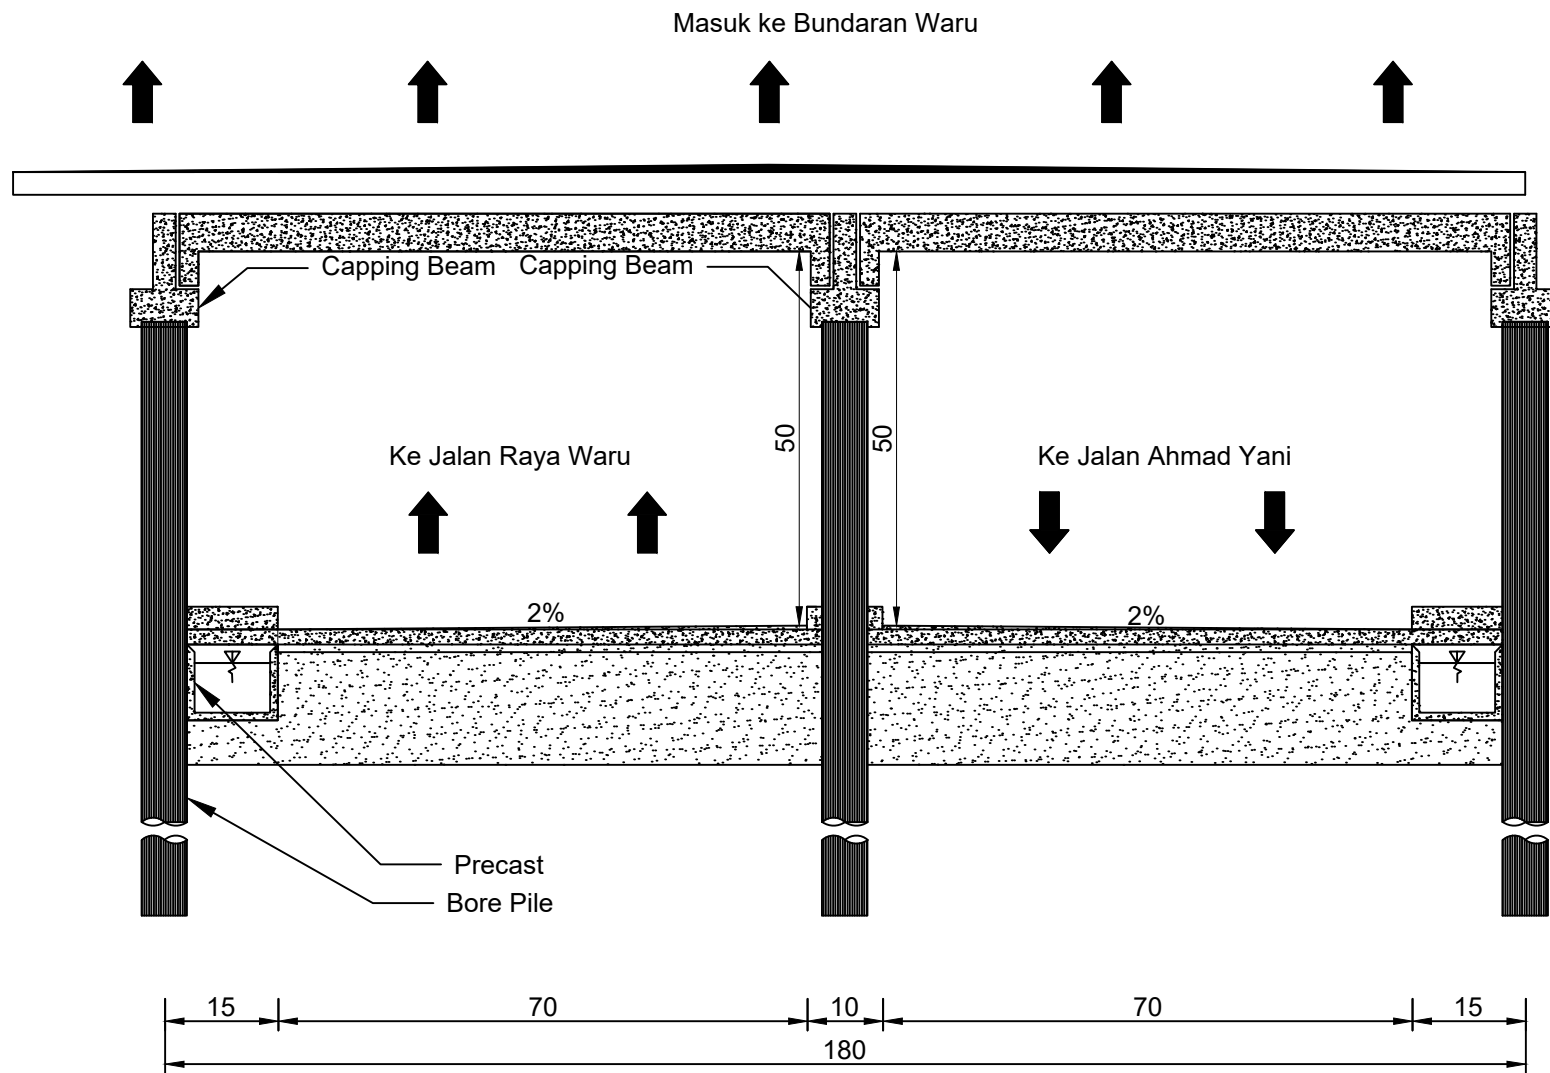 Masuk ke Bundaran Waru
Capping Beam
Capping Beam
50
50
Ke Jalan Raya Waru
Ke Jalan Ahmad Yani
2%
2%
Precast
Bore Pile
15
70
10
70
15
180